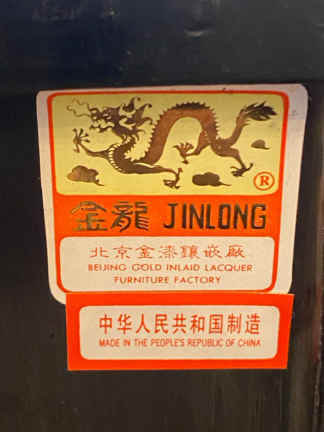 ®
金龍 JINLONG
北京金漆鑲嵌廠
BEIJING GOLD INLAID LACQUER
FURNITURE FACTORY
中华人民共和国制造
MADE IN THE PEOPLE'S REPUBLIC OF CHINA